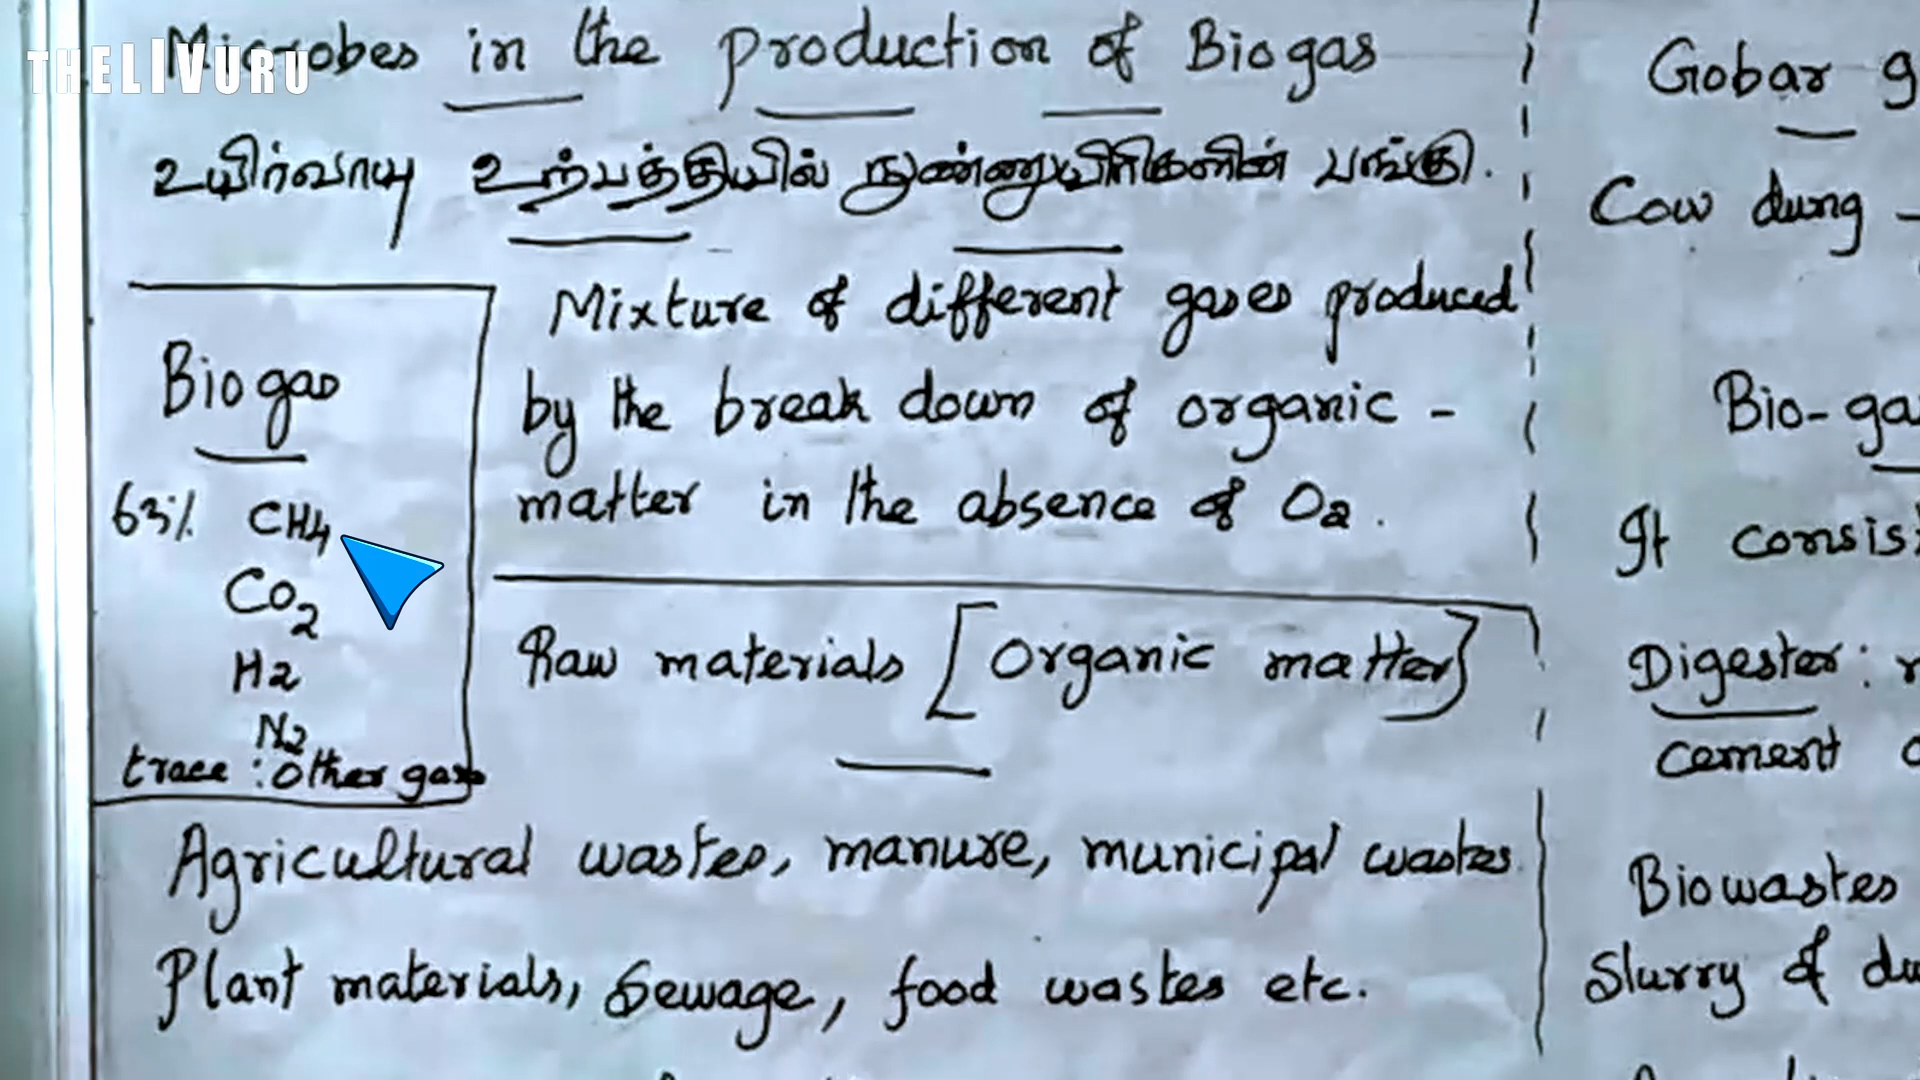 THELIVURU
Microbes in the production of Biogas
உயிர்வாயு உற்பத்தியில் நுண்ணுயிரிகளின் பங்கு.
Biogas
63% CH4
CO2
H2
N2
trace : Other gas
Mixture of different gases produced
by the break down of organic -
matter in the absence of O2.
Raw materials [Organic matter]
Agricultural wastes, manure, municipal wastes
Plant materials, Sewage, food wastes etc.
Gobar g
Cow dung -
Bio-ga
It consis
Digester :
cement
Biowastes
Slurry of du